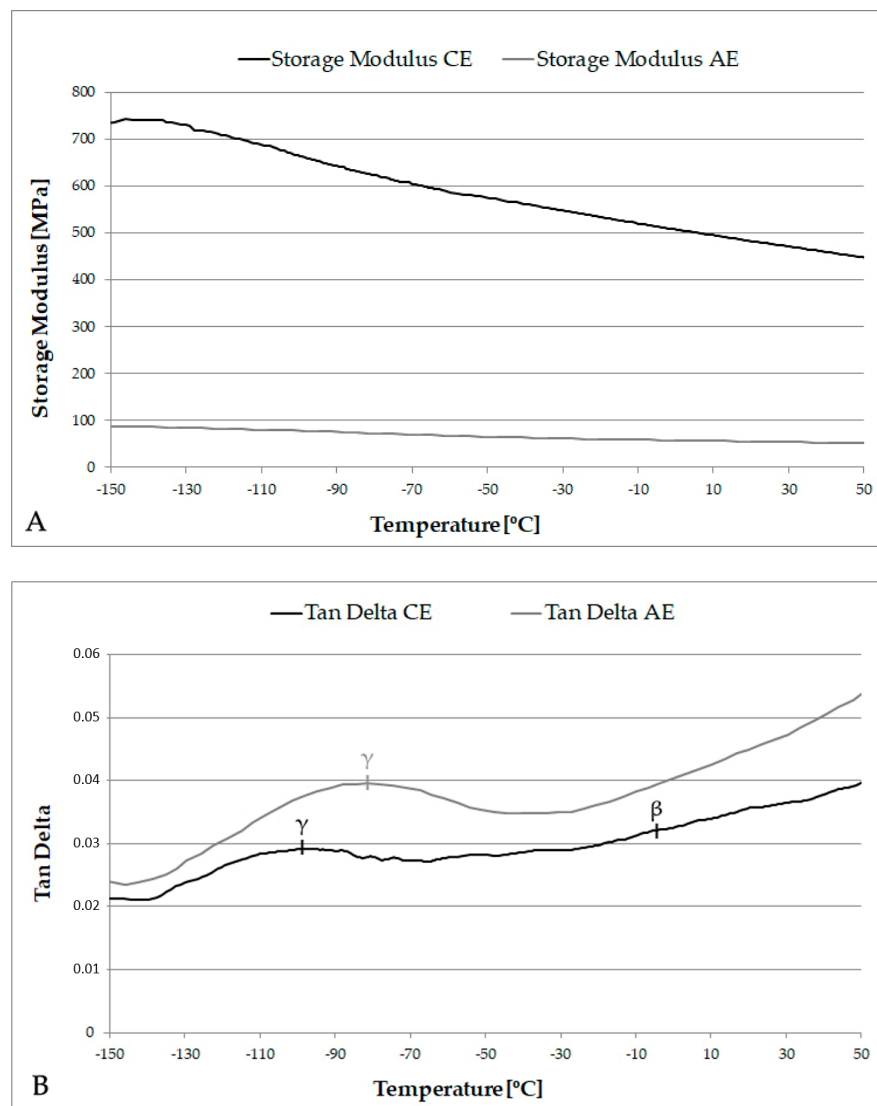 Storage Modulus CE Storage Modulus AE
800
700
600
500
400
300
200
100
0
Storage Modulus [MPa]
-150 -130 -110 -90 -70 -50 -30 -10 10 30 50
A
Temperature [ºC]
Tan Delta CE Tan Delta AE
0.06
0.05
0.04
0.03
0.02
0.01
0
Tan Delta
γ
γ
β
-150 -130 -110 -90 -70 -50 -30 -10 10 30 50
B
Temperature [ºC]